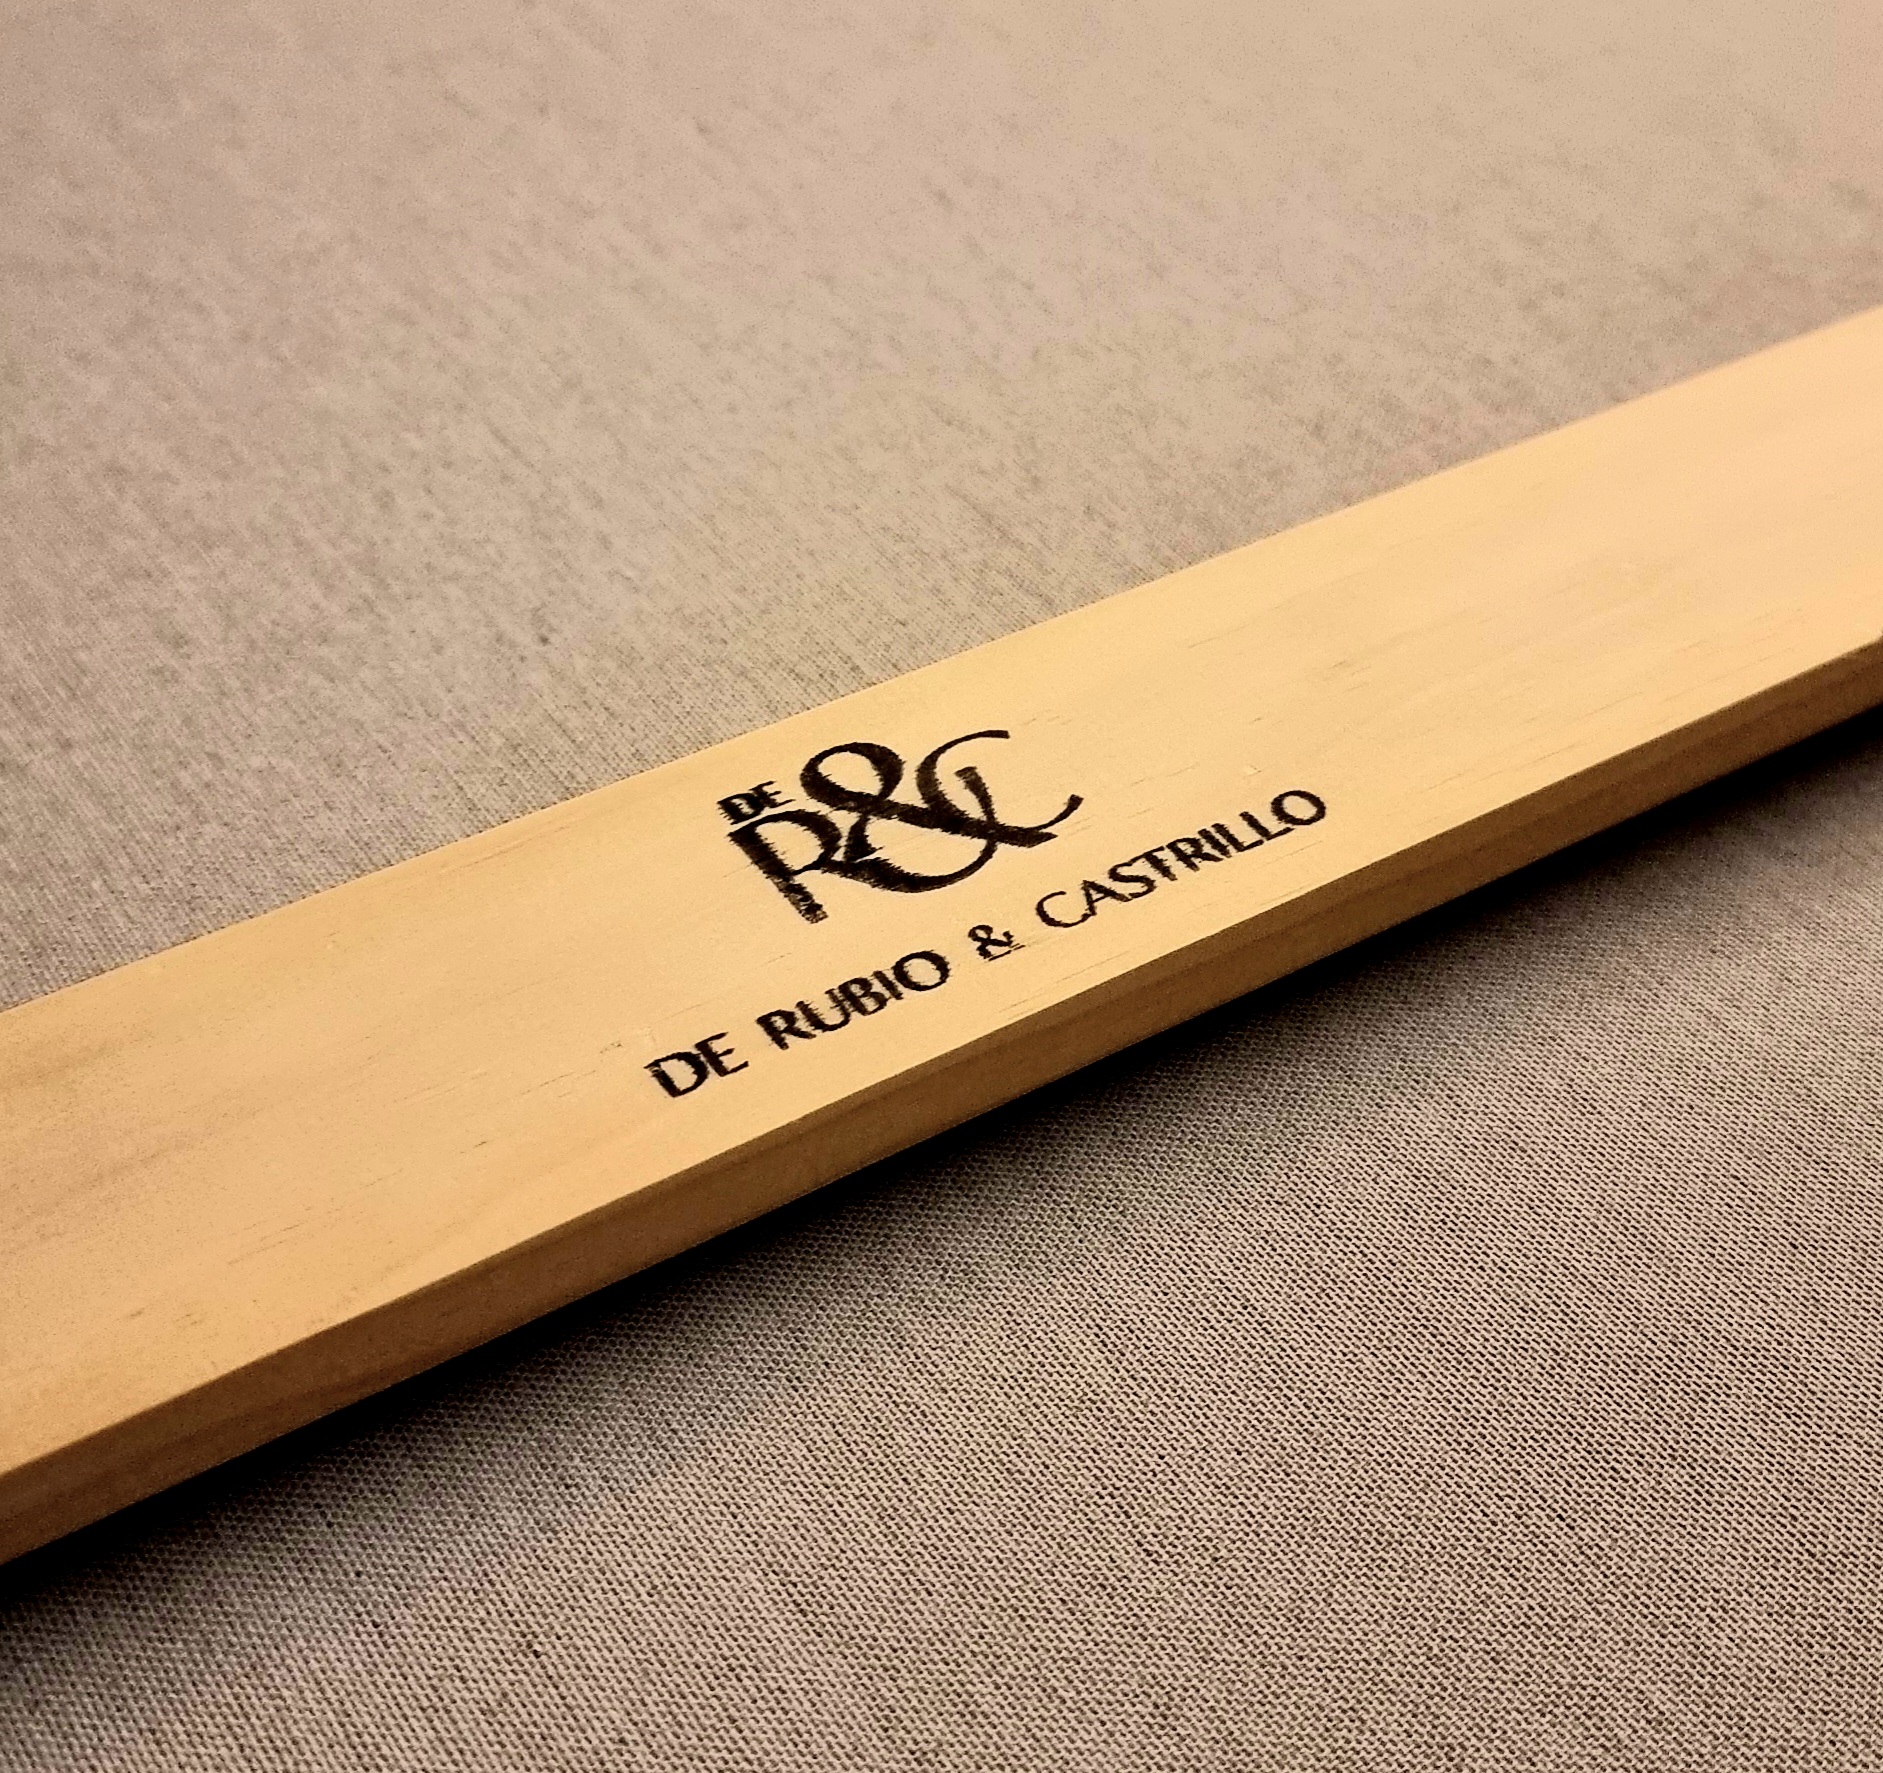 DE
R&C
DE RUBIO & CASTRILLO